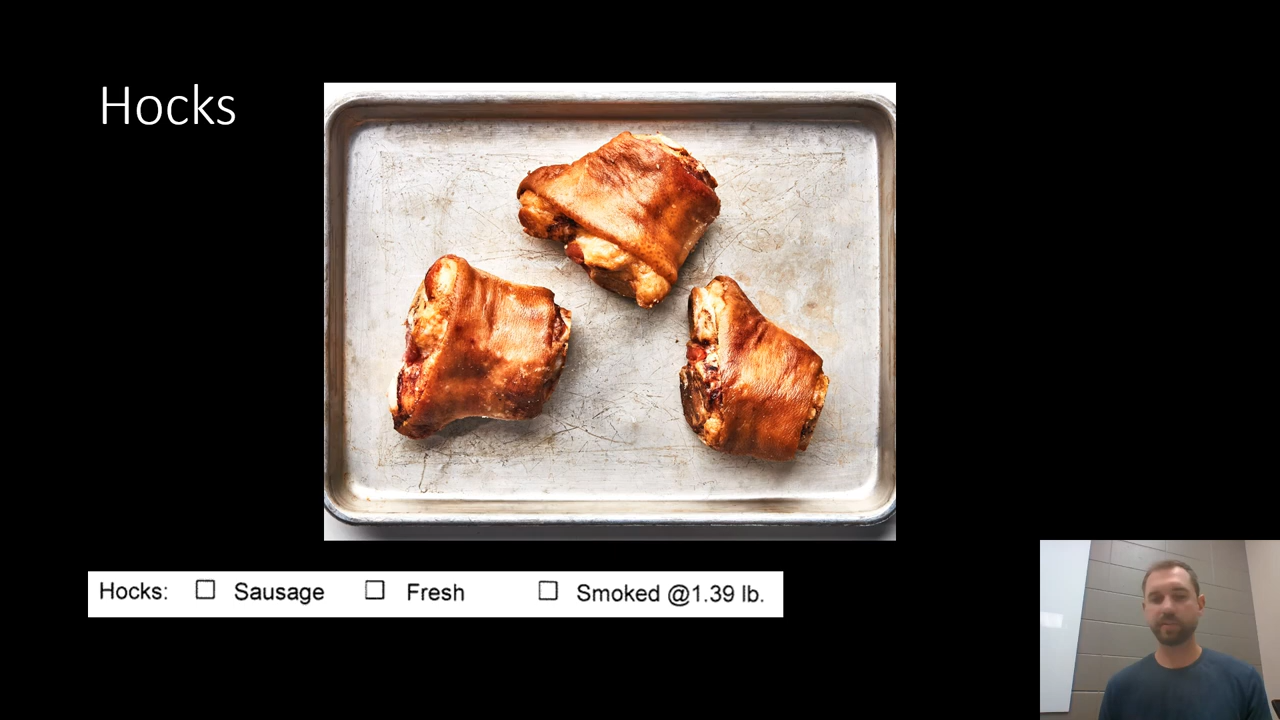 Hocks
Hocks: ☐ Sausage ☐ Fresh ☐ Smoked @1.39 lb.